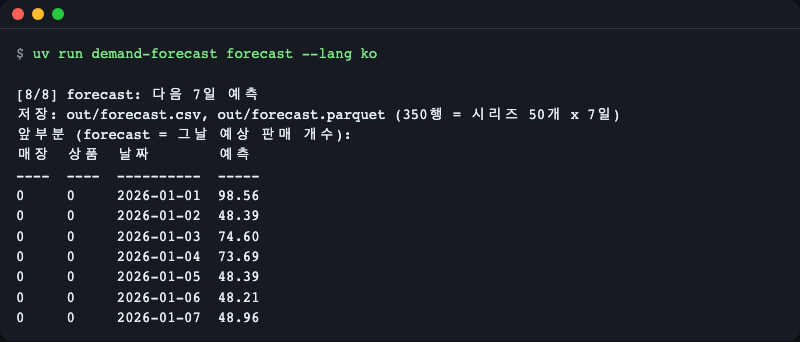 $ uv run demand-forecast forecast --lang ko
[8/8] forecast: 다음 7일 예측
저장: out/forecast.csv, out/forecast.parquet (350행 = 시리즈 50개 x 7일)
앞부분 (forecast = 그날 예상 판매 개수):
매장 상품 날짜 예측
---- ---- ---------- -----
0 0 2026-01-01 98.56
0 0 2026-01-02 48.39
0 0 2026-01-03 74.60
0 0 2026-01-04 73.69
0 0 2026-01-05 48.39
0 0 2026-01-06 48.21
0 0 2026-01-07 48.96